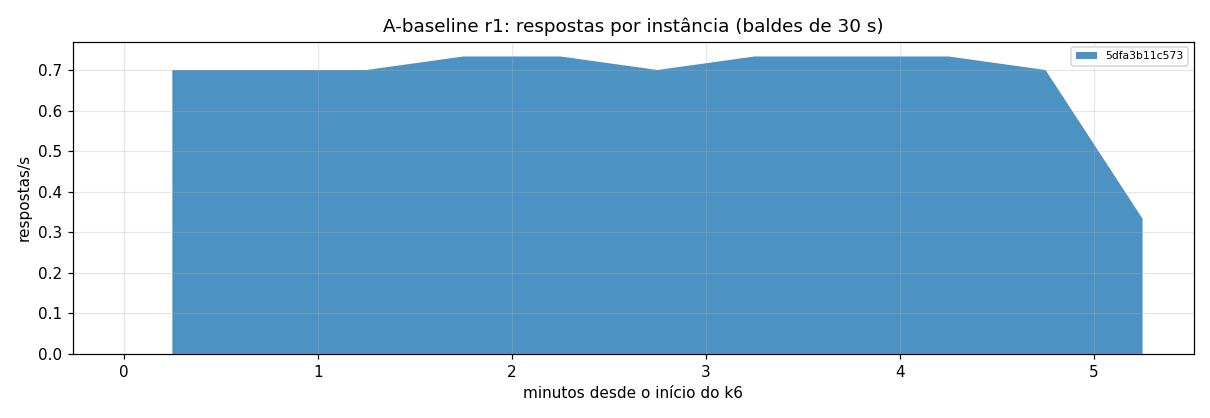 A-baseline r1: respostas por instância (baldes de 30 s)
5dfa3b11c573
respostas/s
0.7
0.6
0.5
0.4
0.3
0.2
0.1
0.0
0 1 2 3 4 5
minutos desde o início do k6